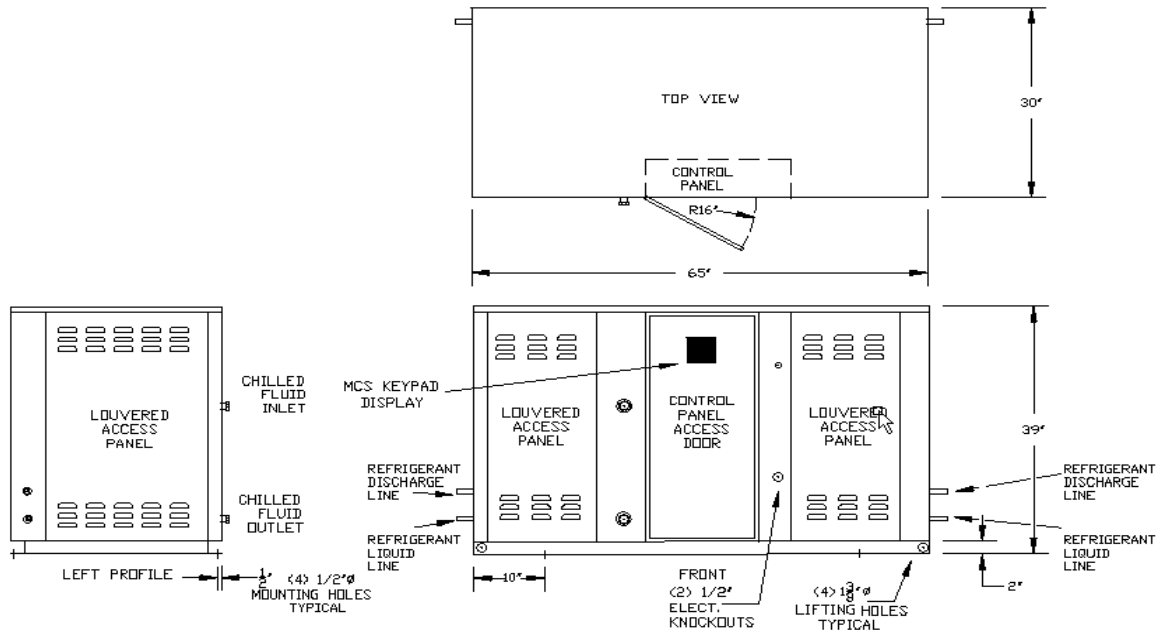 TOP VIEW
30"
CONTROL
PANEL
R16"
65"
CHILLED
FLUID
INLET
MCS KEYPAD
DISPLAY
LOUVERED
ACCESS
PANEL
LOUVERED
ACCESS
PANEL
CONTROL
PANEL
ACCESS
DOOR
LOUVERED
ACCESS
PANEL
39"
REFRIGERANT
DISCHARGE
LINE
REFRIGERANT
DISCHARGE
LINE
CHILLED
FLUID
OUTLET
REFRIGERANT
LIQUID
LINE
REFRIGERANT
LIQUID
LINE
LEFT PROFILE
1/2"
(4) 1/2"Ø
MOUNTING HOLES
TYPICAL
10"
FRONT
(2) 1/2"
ELECT.
KNOCKOUTS
(4) 1 3/8"Ø
LIFTING HOLES
TYPICAL
2"